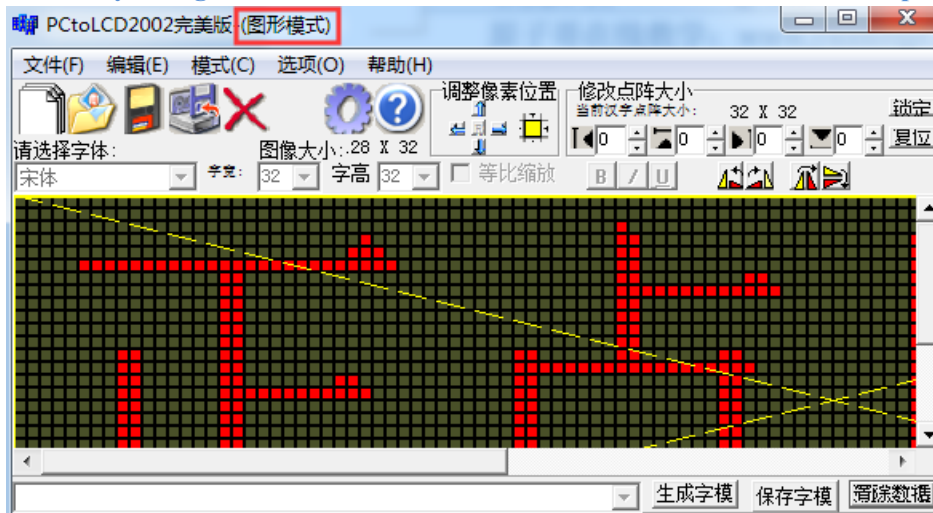 PCtoLCD2002完美版-(图形模式)
文件(F) 编辑(E) 模式(C) 选项(O) 帮助(H)
调整像素位置 修改点阵大小
当前汉字点阵大小: 32 X 32 锁定
0 0 0 0 复位
请选择字体: 图像大小:.28 X 32
宋体 字宽: 32 字高 32 等比缩放 B I U
生成字模 保存字模 清除数据